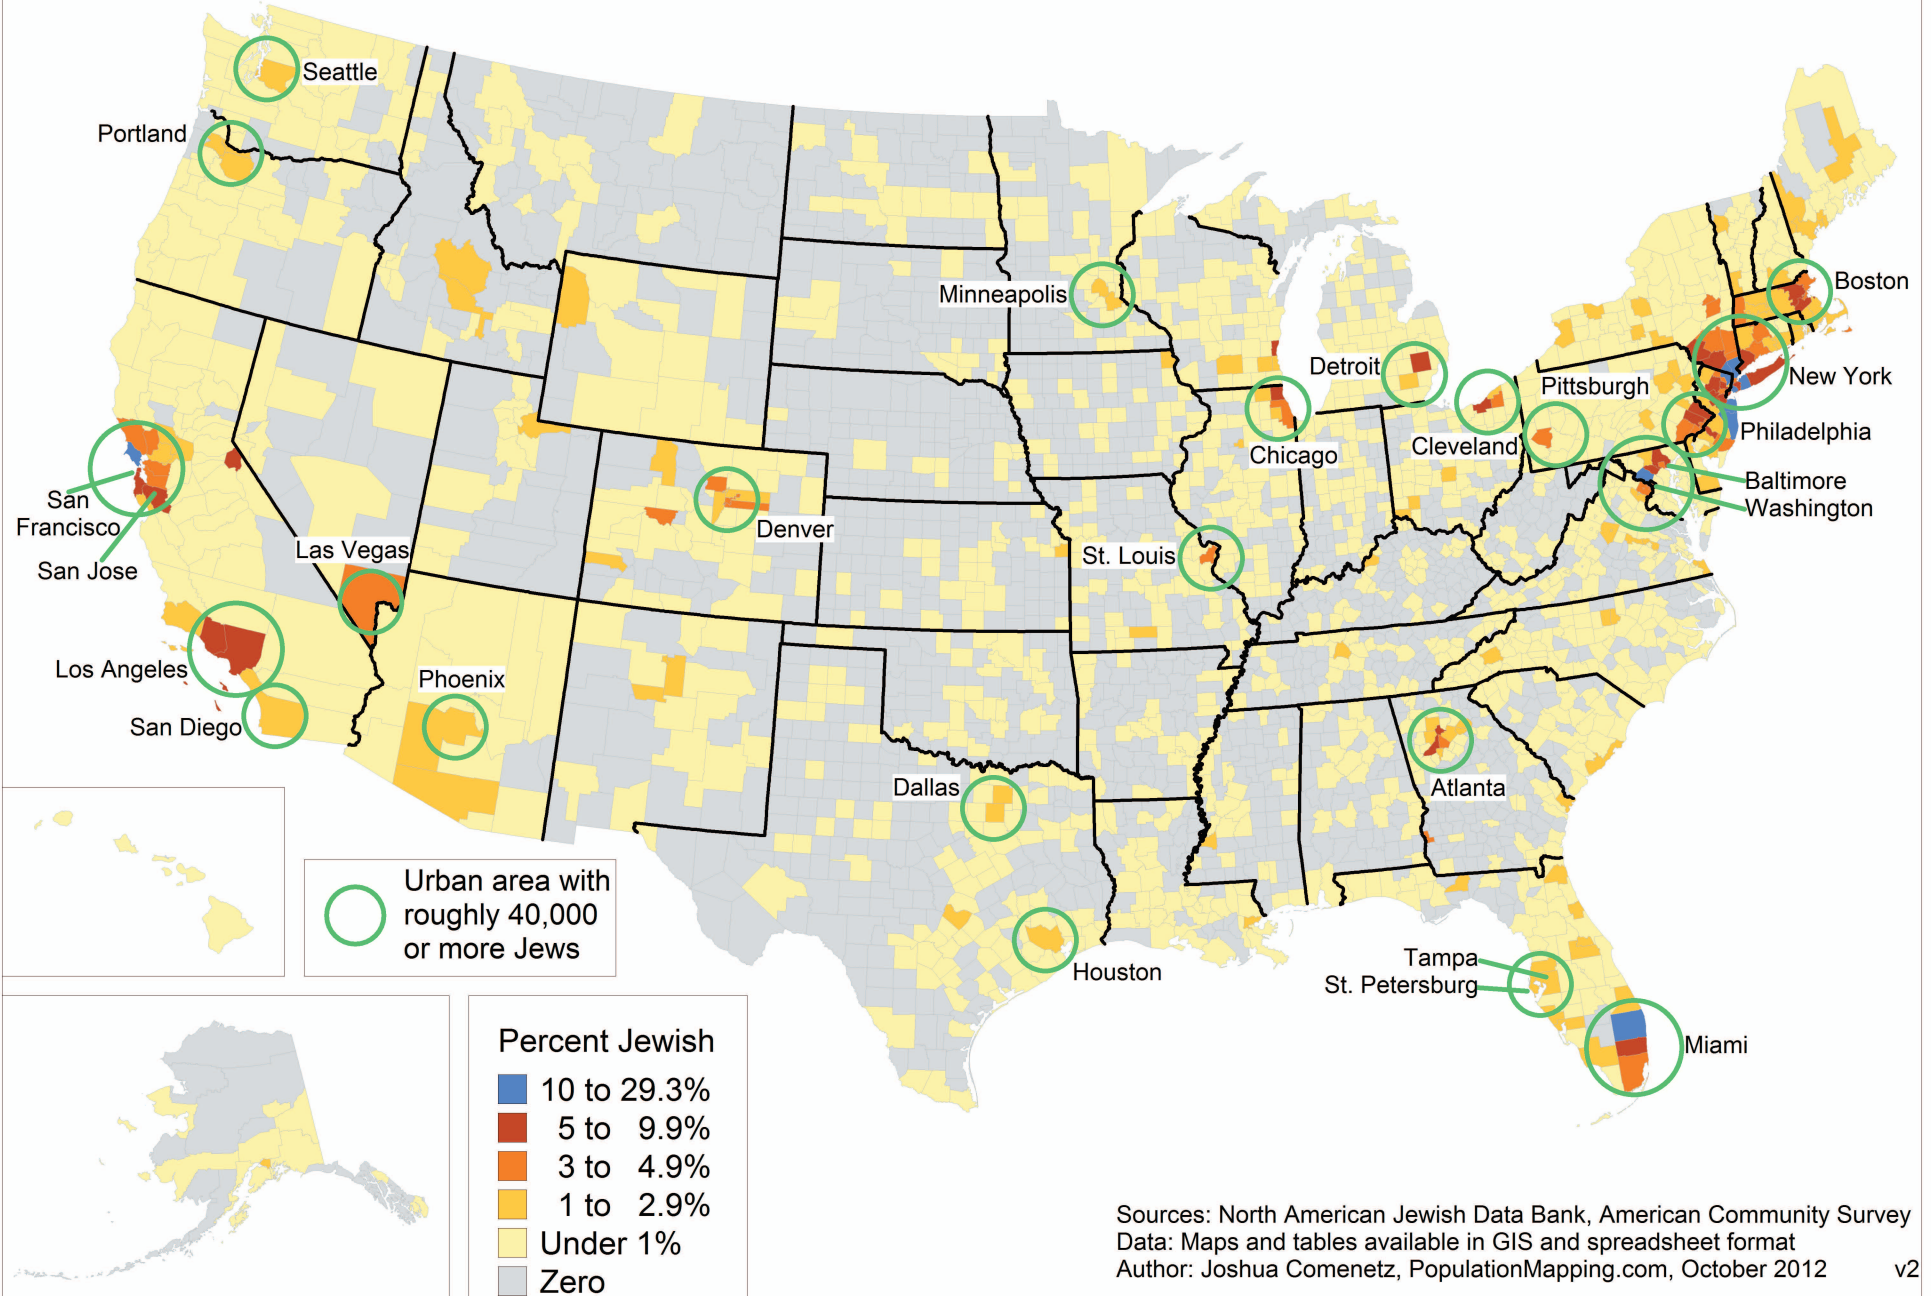 Seattle
Portland
Minneapolis
Boston
Detroit
Pittsburgh
New York
Chicago
Cleveland
Philadelphia
Baltimore
Washington
San
Francisco
San Jose
Las Vegas
Denver
St. Louis
Los Angeles
Phoenix
San Diego
Dallas
Atlanta
Houston
Tampa
St. Petersburg
Miami
Urban area with
roughly 40,000
or more Jews
Percent Jewish
10 to 29.3%
5 to 9.9%
3 to 4.9%
1 to 2.9%
Under 1%
Zero
Sources: North American Jewish Data Bank, American Community Survey
Data: Maps and tables available in GIS and spreadsheet format
Author: Joshua Comenetz, PopulationMapping.com, October 2012 v2